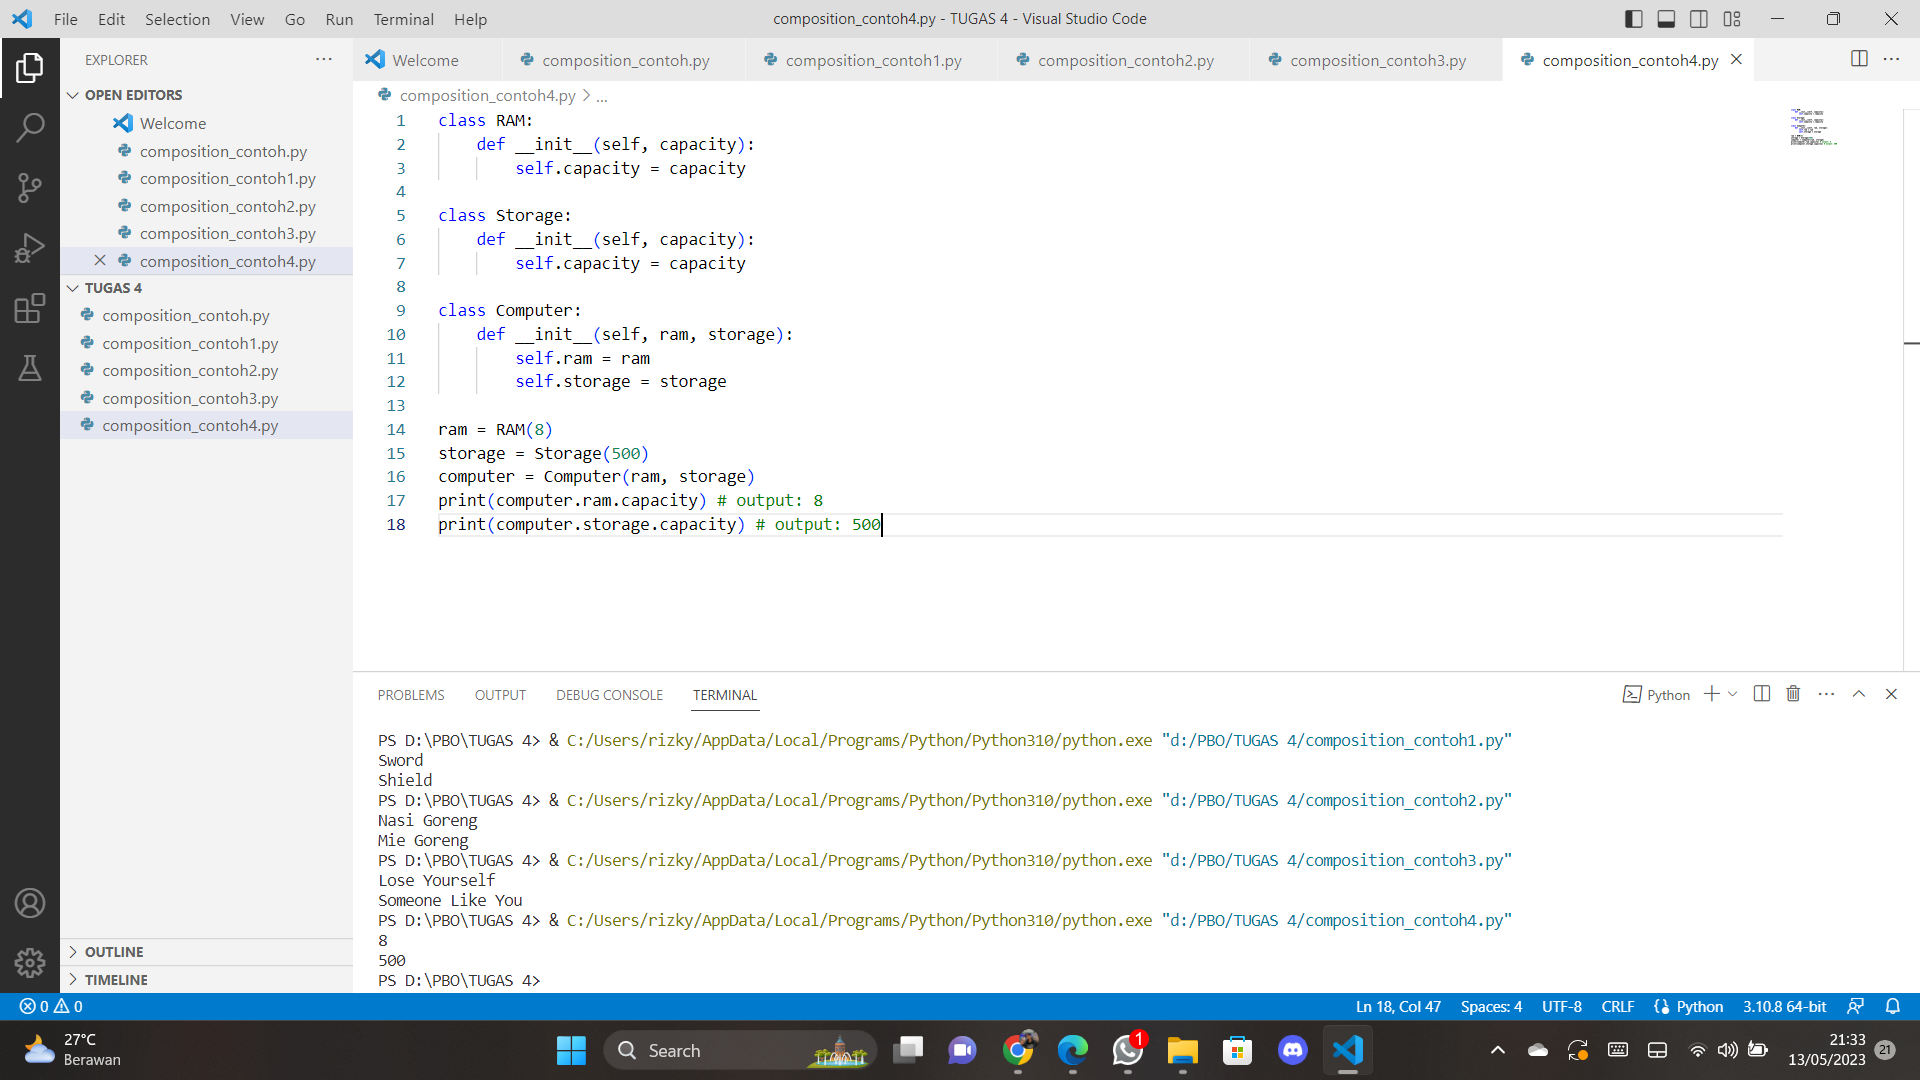 File Edit Selection View Go Run Terminal Help
composition_contoh4.py - TUGAS 4 - Visual Studio Code
EXPLORER
OPEN EDITORS
Welcome
composition_contoh.py
composition_contoh1.py
composition_contoh2.py
composition_contoh3.py
composition_contoh4.py
TUGAS 4
composition_contoh.py
composition_contoh1.py
composition_contoh2.py
composition_contoh3.py
composition_contoh4.py
OUTLINE
TIMELINE
Welcome composition_contoh.py composition_contoh1.py composition_contoh2.py composition_contoh3.py composition_contoh4.py
composition_contoh4.py > ...
1 class RAM:
2     def __init__(self, capacity):
3         self.capacity = capacity
4
5 class Storage:
6     def __init__(self, capacity):
7         self.capacity = capacity
8
9 class Computer:
10     def __init__(self, ram, storage):
11         self.ram = ram
12         self.storage = storage
13
14 ram = RAM(8)
15 storage = Storage(500)
16 computer = Computer(ram, storage)
17 print(computer.ram.capacity) # output: 8
18 print(computer.storage.capacity) # output: 500
PROBLEMS OUTPUT DEBUG CONSOLE TERMINAL
Python
PS D:\PBO\TUGAS 4> & C:/Users/rizky/AppData/Local/Programs/Python/Python310/python.exe "d:/PBO/TUGAS 4/composition_contoh1.py"
Sword
Shield
PS D:\PBO\TUGAS 4> & C:/Users/rizky/AppData/Local/Programs/Python/Python310/python.exe "d:/PBO/TUGAS 4/composition_contoh2.py"
Nasi Goreng
Mie Goreng
PS D:\PBO\TUGAS 4> & C:/Users/rizky/AppData/Local/Programs/Python/Python310/python.exe "d:/PBO/TUGAS 4/composition_contoh3.py"
Lose Yourself
Someone Like You
PS D:\PBO\TUGAS 4> & C:/Users/rizky/AppData/Local/Programs/Python/Python310/python.exe "d:/PBO/TUGAS 4/composition_contoh4.py"
8
500
PS D:\PBO\TUGAS 4>
0 0 Ln 18, Col 47 Spaces: 4 UTF-8 CRLF Python 3.10.8 64-bit
27°C
Berawan
Search
1
21:33
13/05/2023
21